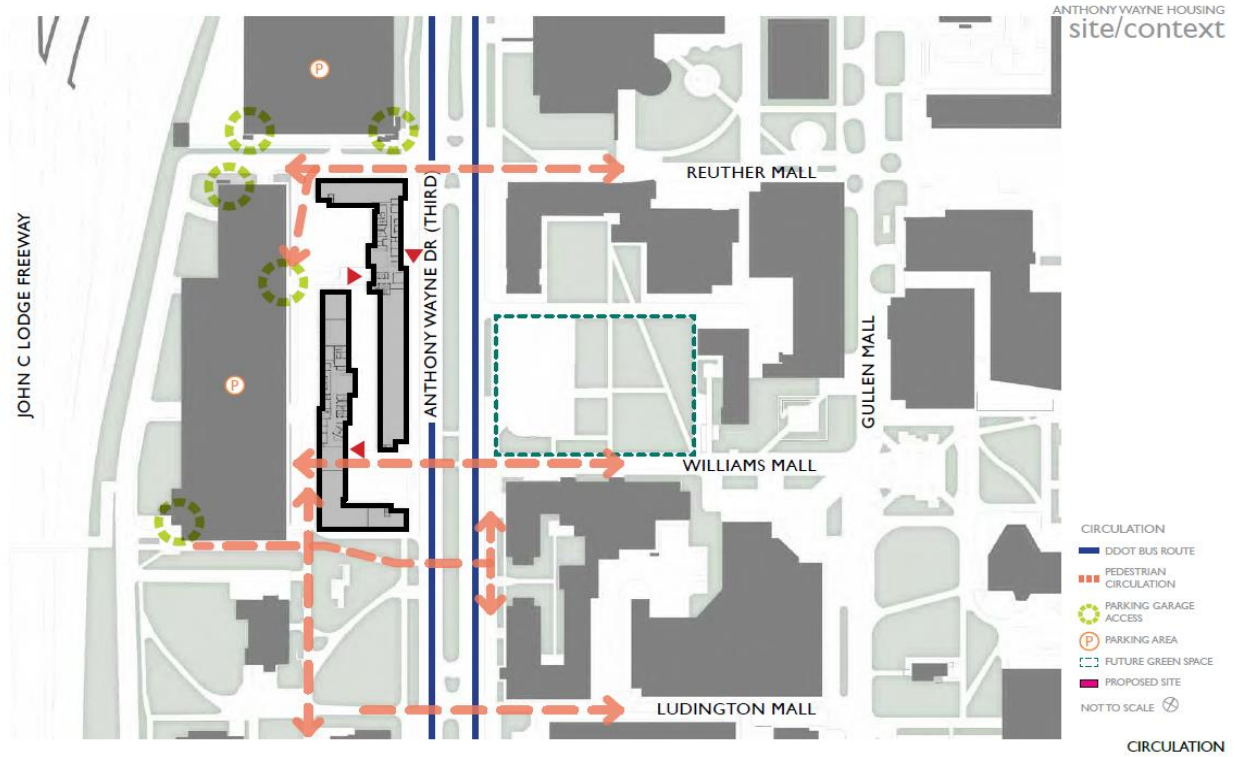 ANTHONY WAYNE HOUSING
site/context
P
REUTHER MALL
JOHN C LODGE FREEWAY
ANTHONY WAYNE DR (THIRD)
GULLEN MALL
P
WILLIAMS MALL
LUDINGTON MALL
CIRCULATION
DDOT BUS ROUTE
PEDESTRIAN
CIRCULATION
PARKING GARAGE
ACCESS
P PARKING AREA
FUTURE GREEN SPACE
PROPOSED SITE
NOT TO SCALE
CIRCULATION